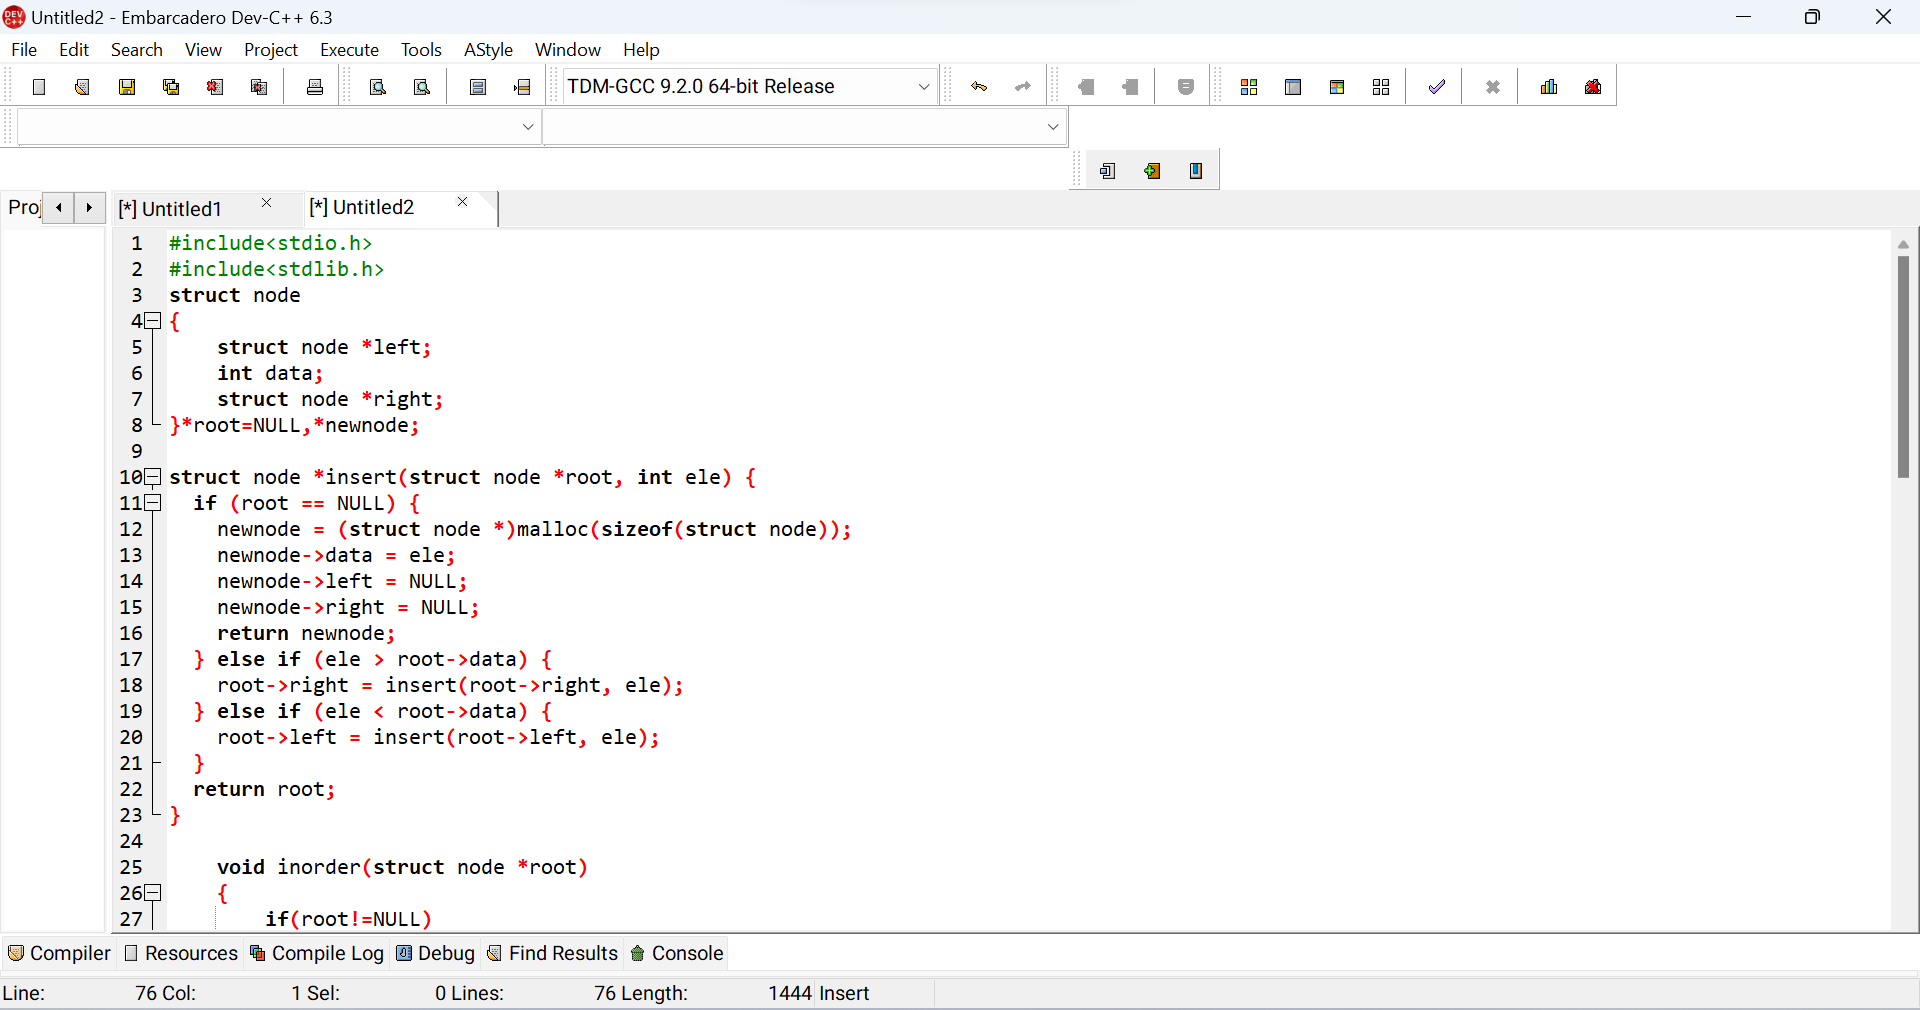 Untitled2 - Embarcadero Dev-C++ 6.3
File Edit Search View Project Execute Tools AStyle Window Help
TDM-GCC 9.2.0 64-bit Release
Proj [*] Untitled1 [*] Untitled2
1 #include<stdio.h>
2 #include<stdlib.h>
3 struct node
4 {
5 struct node *left;
6 int data;
7 struct node *right;
8 }*root=NULL,*newnode;
9
10 struct node *insert(struct node *root, int ele) {
11 if (root == NULL) {
12 newnode = (struct node *)malloc(sizeof(struct node));
13 newnode->data = ele;
14 newnode->left = NULL;
15 newnode->right = NULL;
16 return newnode;
17 } else if (ele > root->data) {
18 root->right = insert(root->right, ele);
19 } else if (ele < root->data) {
20 root->left = insert(root->left, ele);
21 }
22 return root;
23 }
24
25 void inorder(struct node *root)
26 {
27 if(root!=NULL)
Compiler Resources Compile Log Debug Find Results Console
Line: 76 Col: 1 Sel: 0 Lines: 76 Length: 1444 Insert